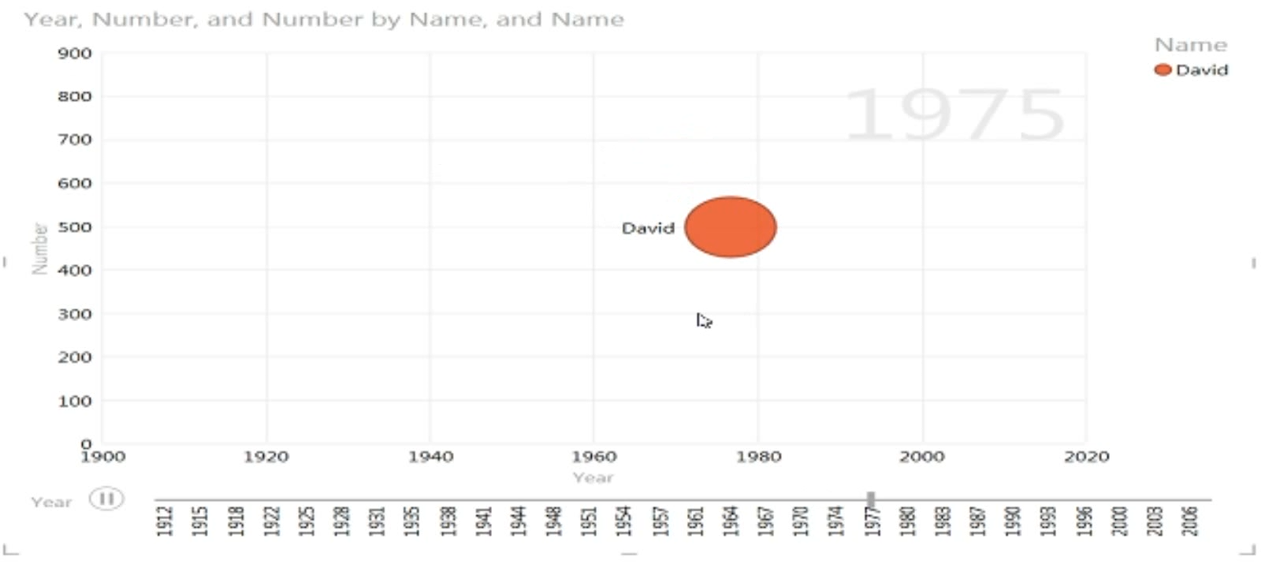 Year, Number, and Number by Name, and Name
Name
David
900
800
1975
700
600
500
David
Number
400
300
200
100
0
1900 1920 1940 1960 1980 2000 2020
Year
Year
1912 1915 1918 1922 1925 1928 1931 1935 1938 1941 1944 1948 1951 1954 1957 1961 1964 1967 1970 1974 1977 1980 1983 1987 1990 1993 1996 2000 2003 2006